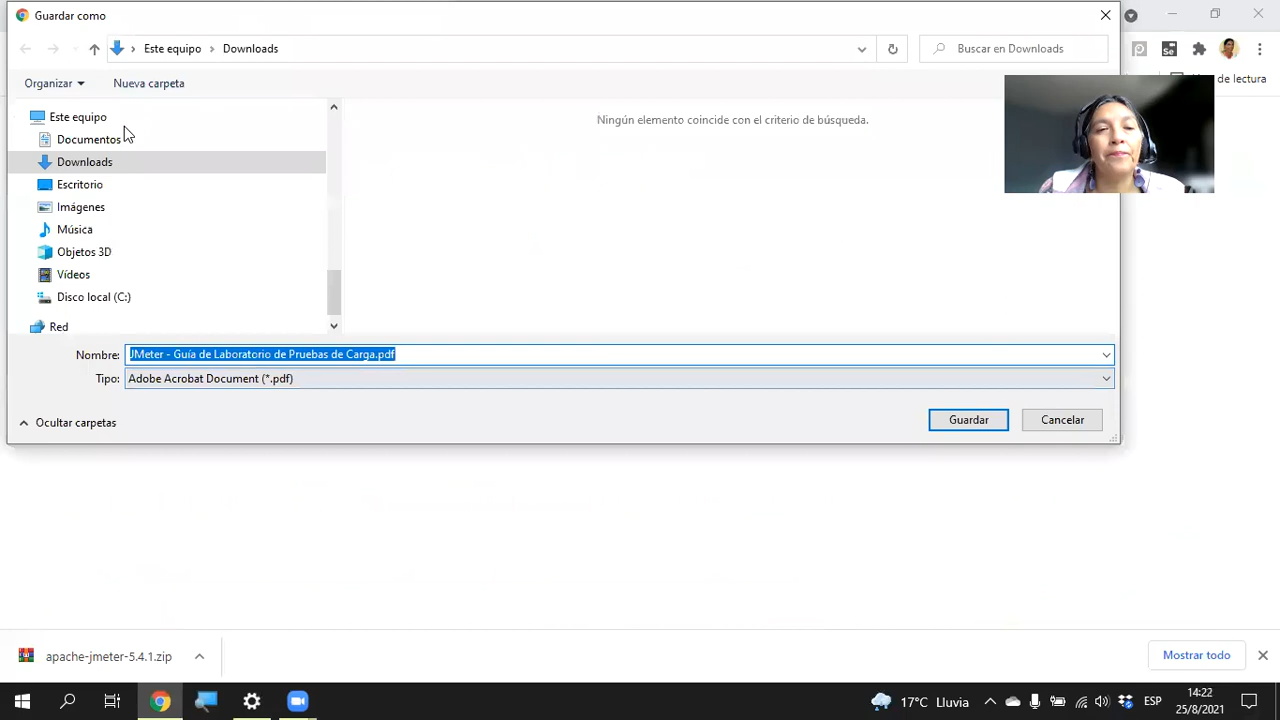 Guardar como
Este equipo
Downloads
Buscar en Downloads
Organizar
Nueva carpeta
de lectura
Este equipo
Documentos
Downloads
Escritorio
Imágenes
Música
Objetos 3D
Vídeos
Disco local (C:)
Red
Ningún elemento coincide con el criterio de búsqueda.
Nombre:
JMeter - Guía de Laboratorio de Pruebas de Carga.pdf
Tipo:
Adobe Acrobat Document (*.pdf)
Ocultar carpetas
Guardar
Cancelar
apache-jmeter-5.4.1.zip
Mostrar todo
17°C Lluvia
ESP
14:22
25/8/2021